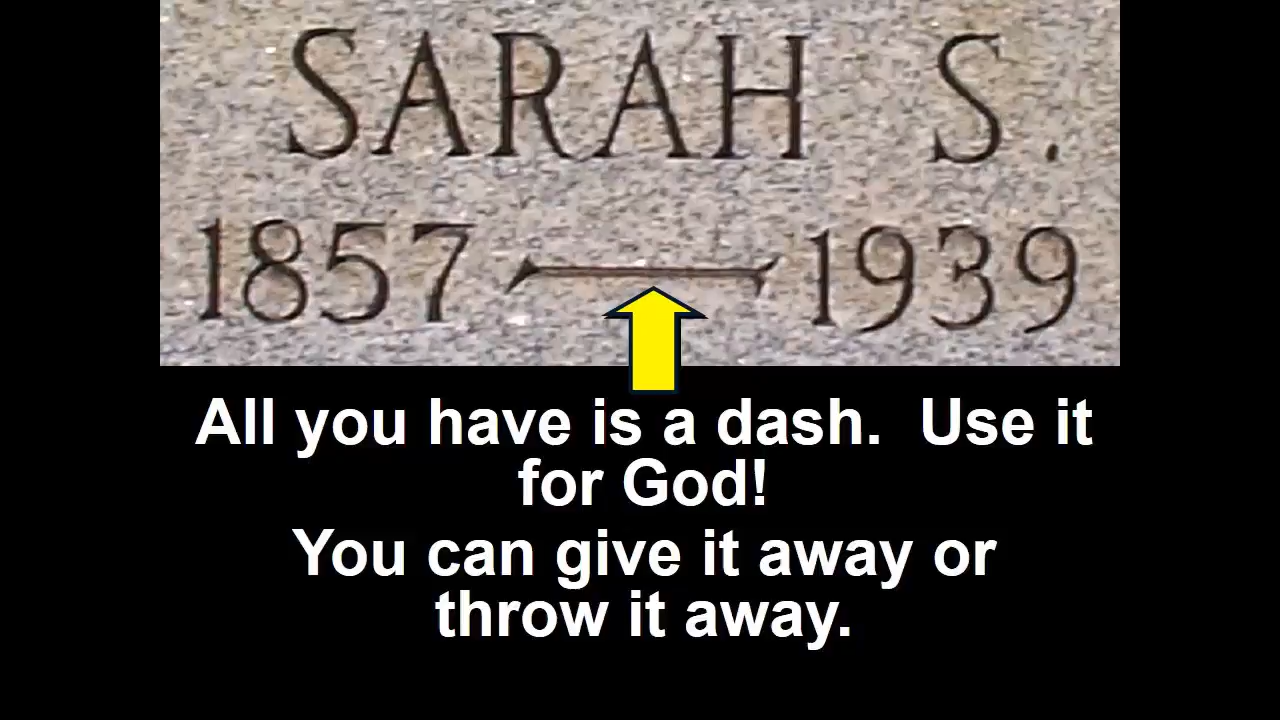 SARAH S.
1857 — 1939
All you have is a dash.  Use it
for God!
You can give it away or
throw it away.